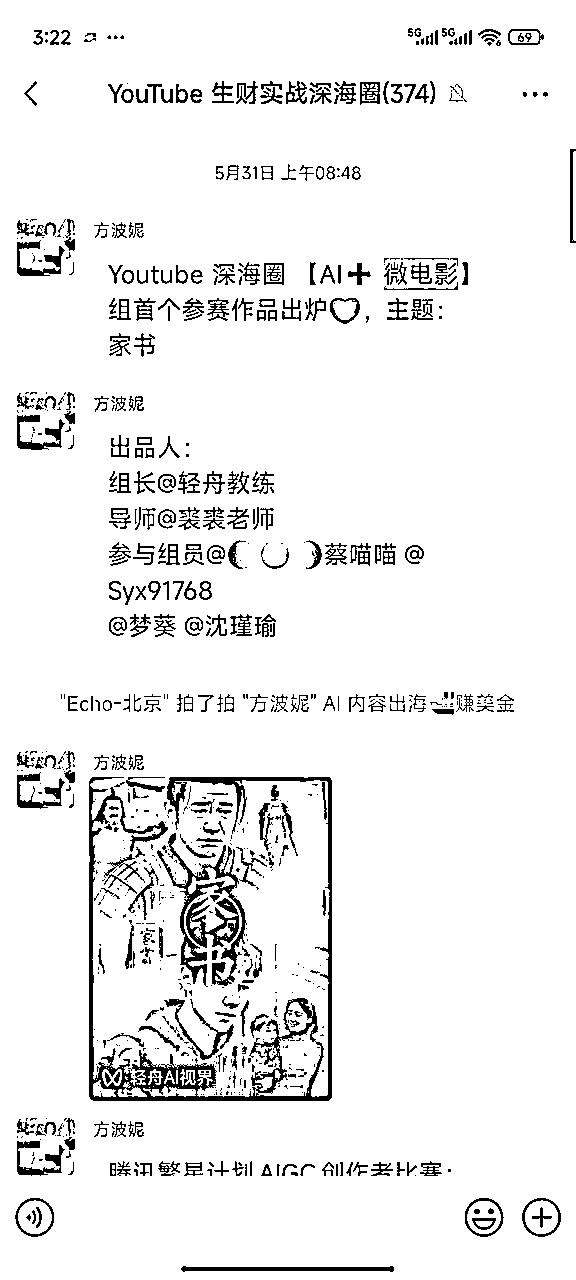 3:22
5G 5G 69
YouTube 生财实战深海圈(374)
5月31日 上午08:48
方波妮
Youtube 深海圈 【AI➕ 微电影】
组首个参赛作品出炉♡，主题：
家书
方波妮
出品人：
组长@轻舟教练
导师@裘裘老师
参与组员@蔡喵喵 @
Syx91768
@梦葵 @沈瑾瑜
"Echo-北京" 拍了拍 "方波妮" AI 内容出海赚美金
方波妮
家书
轻舟AI视界
方波妮
腾讯繁星计划 AIGC 创作者比赛：